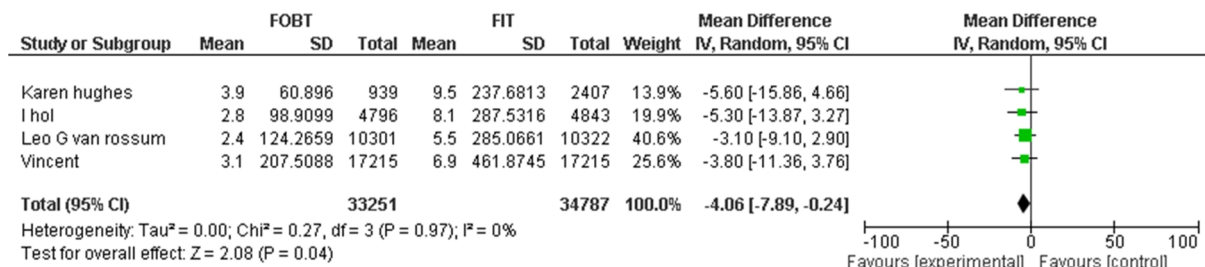 FOBT FIT Mean Difference Mean Difference
Study or Subgroup Mean SD Total Mean SD Total Weight IV, Random, 95% CI IV, Random, 95% CI
Karen hughes 3.9 60.896 939 9.5 237.6813 2407 13.9% -5.60 [-15.86, 4.66]
I hol 2.8 98.9099 4796 8.1 287.5316 4843 19.9% -5.30 [-13.87, 3.27]
Leo G van rossum 2.4 124.2659 10301 5.5 285.0661 10322 40.6% -3.10 [-9.10, 2.90]
Vincent 3.1 207.5088 17215 6.9 461.8745 17215 25.6% -3.80 [-11.36, 3.76]
Total (95% CI) 33251 34787 100.0% -4.06 [-7.89, -0.24]
Heterogeneity: Tau² = 0.00; Chi² = 0.27, df = 3 (P = 0.97); I² = 0%
Test for overall effect: Z = 2.08 (P = 0.04)
-100 -50 0 50 100
Favours [experimental] Favours [control]